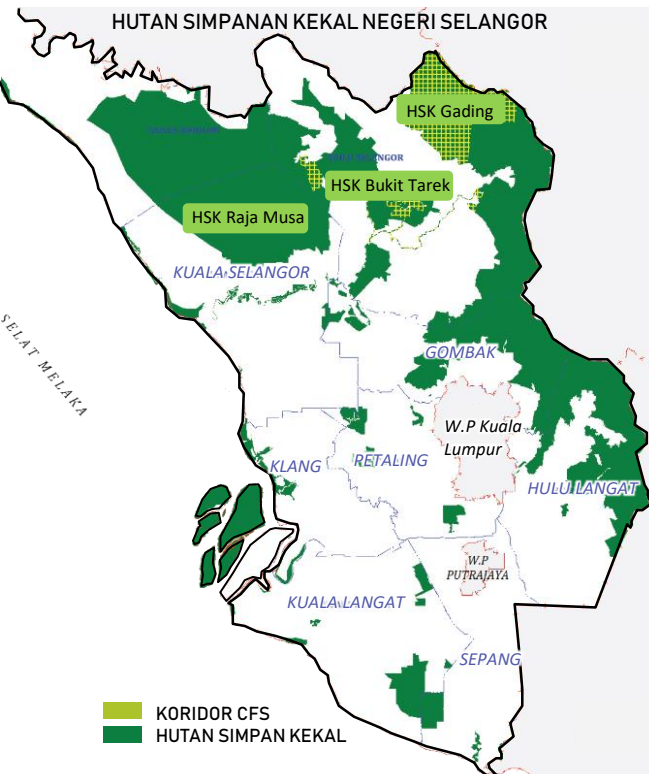 HUTAN SIMPANAN KEKAL NEGERI SELANGOR
HSK Gading
HSK Bukit Tarek
HSK Raja Musa
KUALA SELANGOR
SELAT MELAKA
GOMBAK
W.P Kuala
Lumpur
KLANG
RETALING
HULU LANGAT
W.P
PUTRAJAYA
KUALA LANGAT
SEPANG
KORIDOR CFS
HUTAN SIMPAN KEKAL